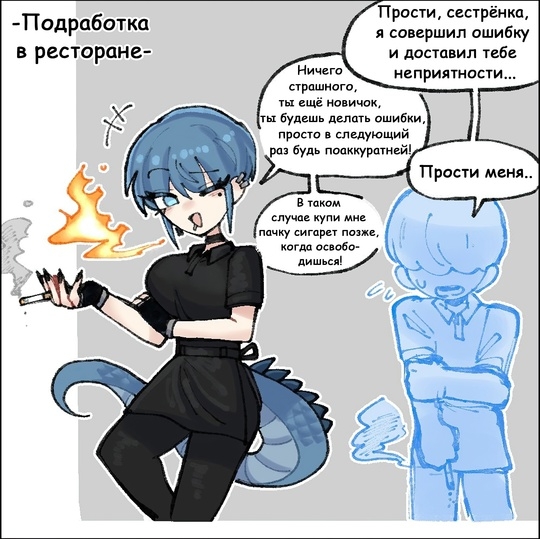 -Подработка
в ресторане-
Прости, сестрёнка,
я совершил ошибку
и доставил тебе
неприятности...
Ничего
страшного,
ты ещё новичок,
ты будешь делать ошибки,
просто в следующий
раз будь поаккуратней!
Прости меня..
В таком
случае купи мне
пачку сигарет позже,
когда освобо-
дишься!